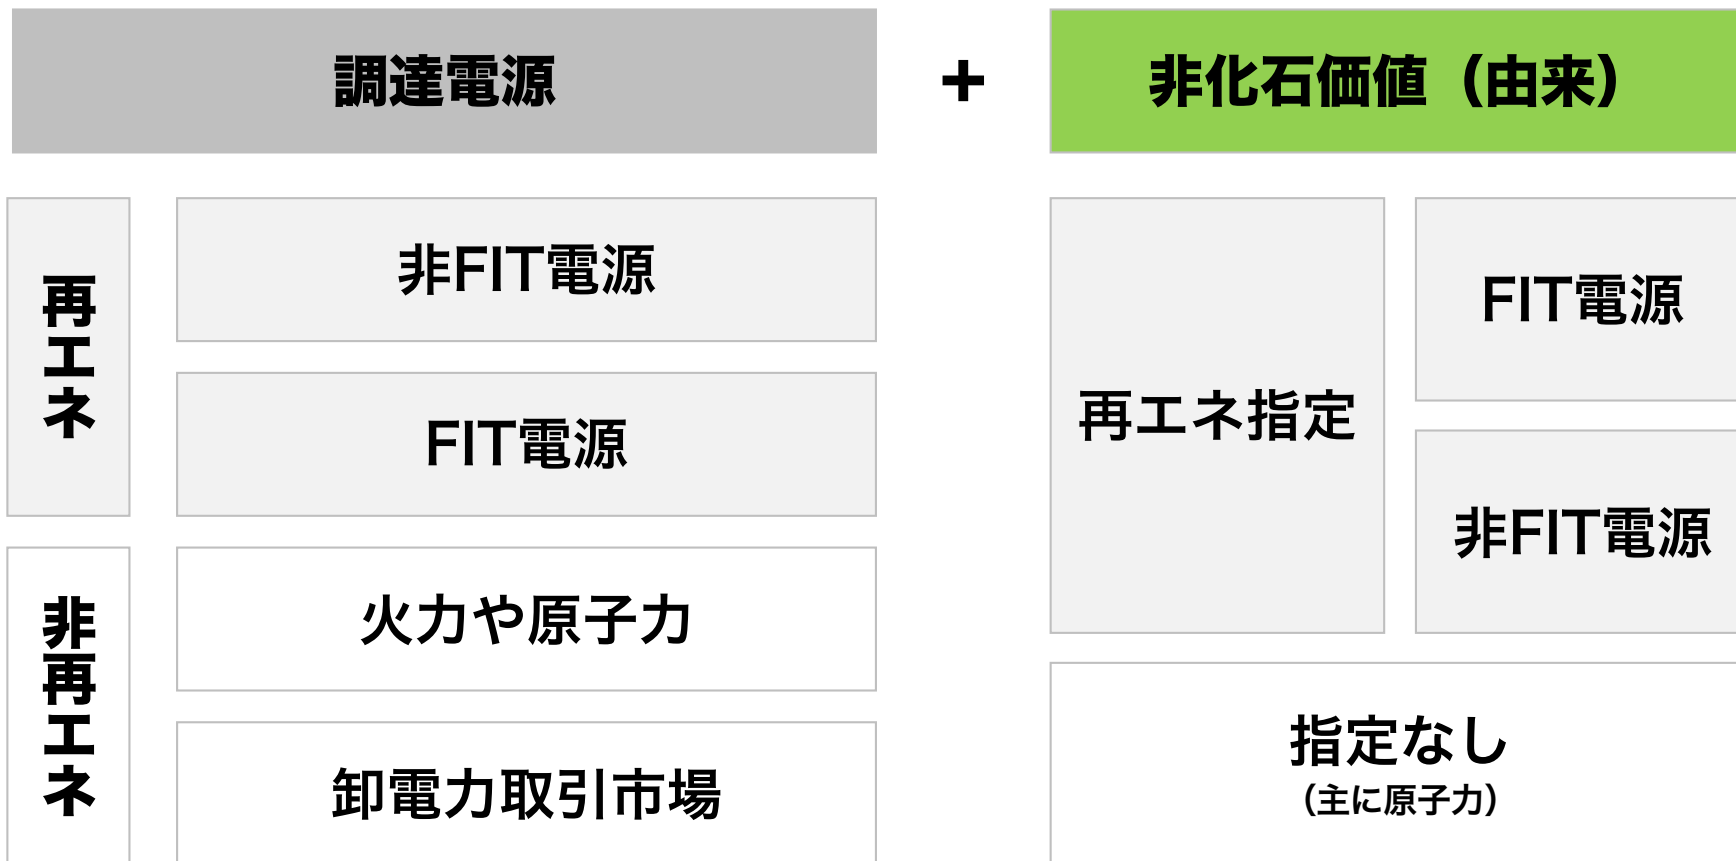 調達電源
+
非化石価値（由来）
再エネ
非FIT電源
FIT電源
非再エネ
火力や原子力
卸電力取引市場
再エネ指定
FIT電源
非FIT電源
指定なし
（主に原子力）